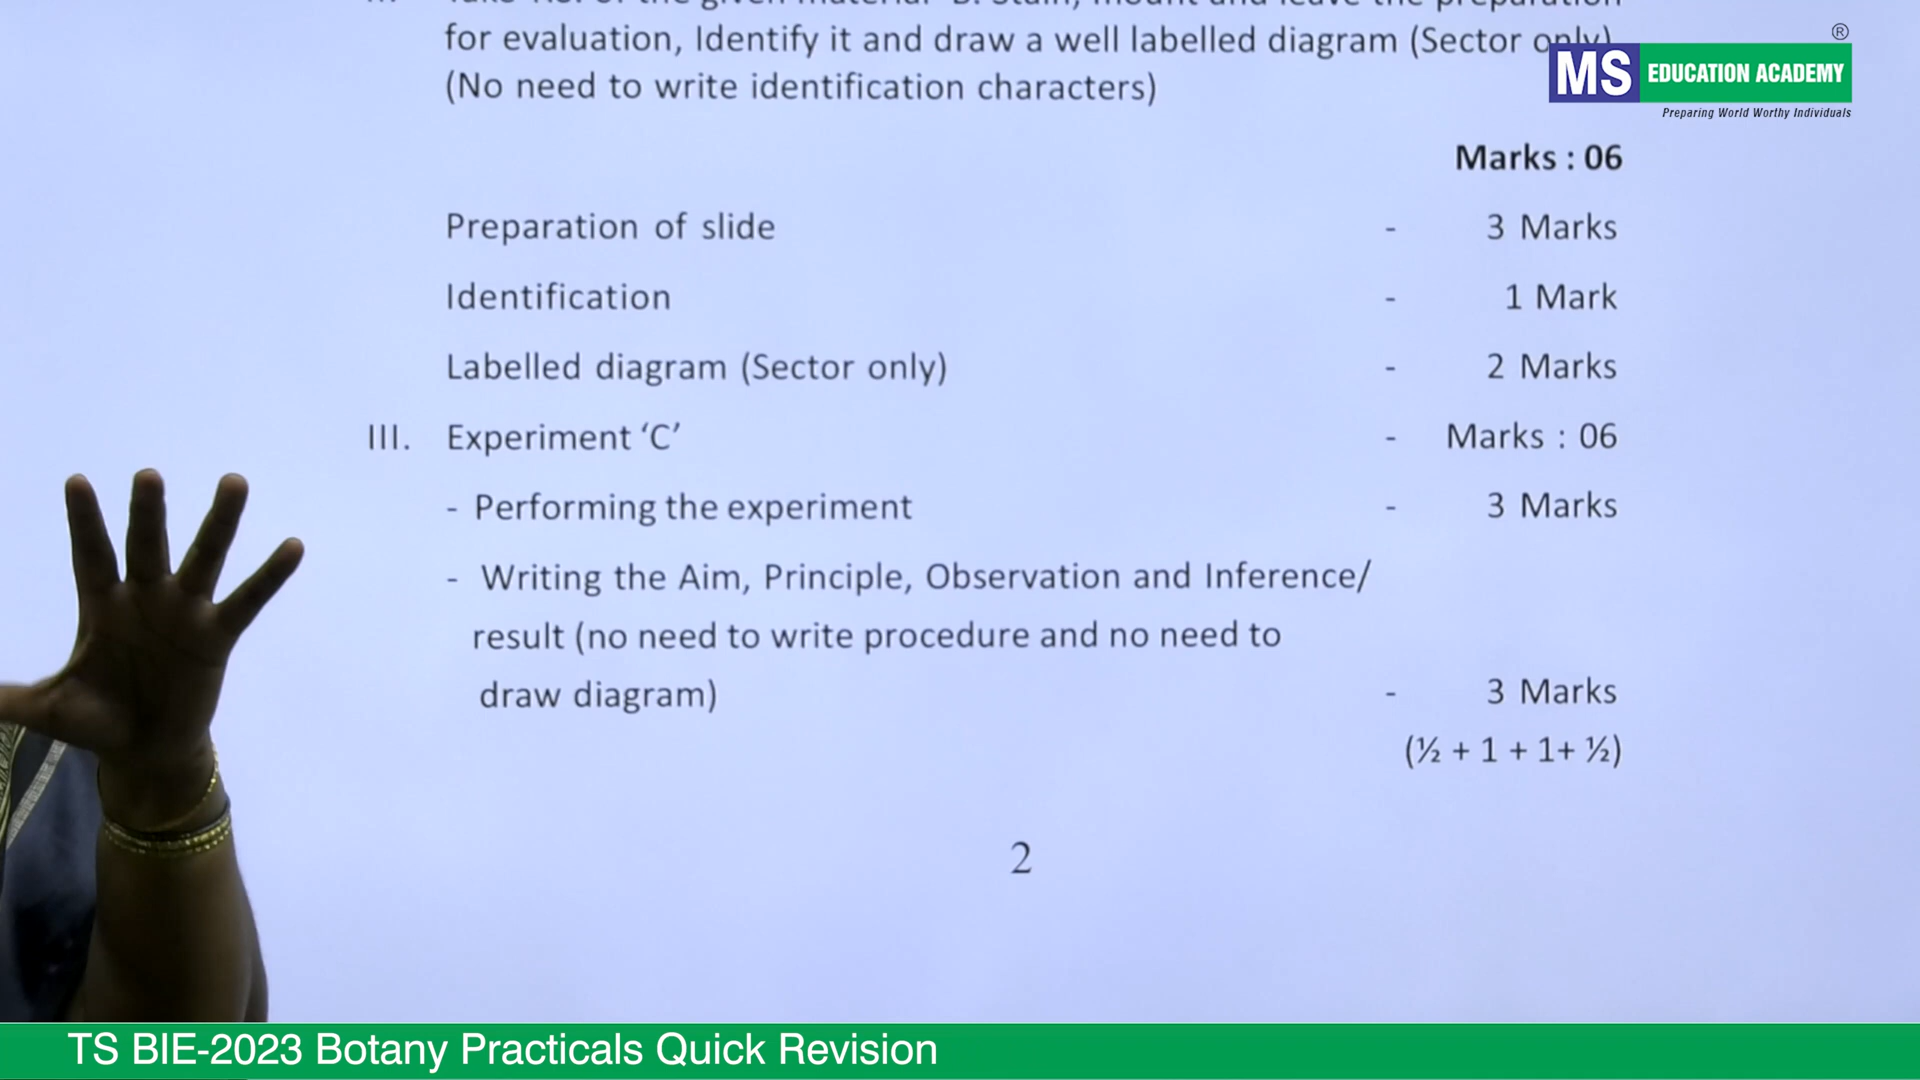 for evaluation, Identify it and draw a well labelled diagram (Sector only)
(No need to write identification characters)
®
MS EDUCATION ACADEMY
Preparing World Worthy Individuals
Marks : 06
Preparation of slide - 3 Marks
Identification - 1 Mark
Labelled diagram (Sector only) - 2 Marks
III. Experiment ‘C’ - Marks : 06
- Performing the experiment - 3 Marks
- Writing the Aim, Principle, Observation and Inference/
result (no need to write procedure and no need to
draw diagram) - 3 Marks
(½ + 1 + 1+ ½)
2
TS BIE-2023 Botany Practicals Quick Revision